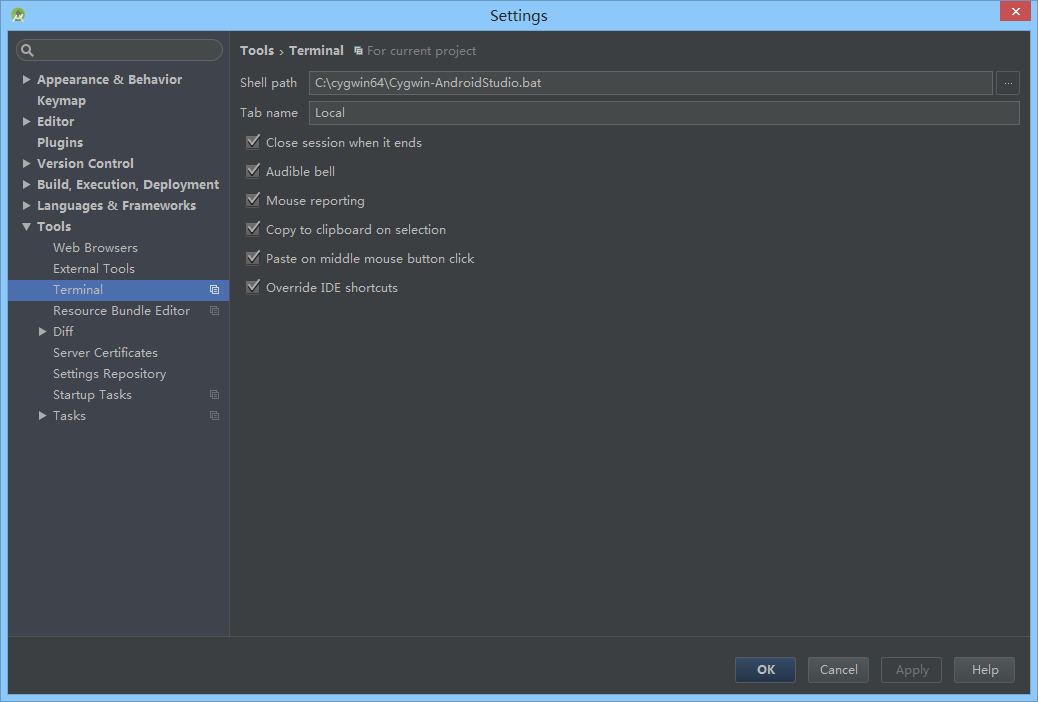 Settings
Appearance & Behavior
Keymap
Editor
Plugins
Version Control
Build, Execution, Deployment
Languages & Frameworks
Tools
Web Browsers
External Tools
Terminal
Resource Bundle Editor
Diff
Server Certificates
Settings Repository
Startup Tasks
Tasks
Tools › Terminal For current project
Shell path C:\cygwin64\Cygwin-AndroidStudio.bat ...
Tab name Local
Close session when it ends
Audible bell
Mouse reporting
Copy to clipboard on selection
Paste on middle mouse button click
Override IDE shortcuts
OK Cancel Apply Help